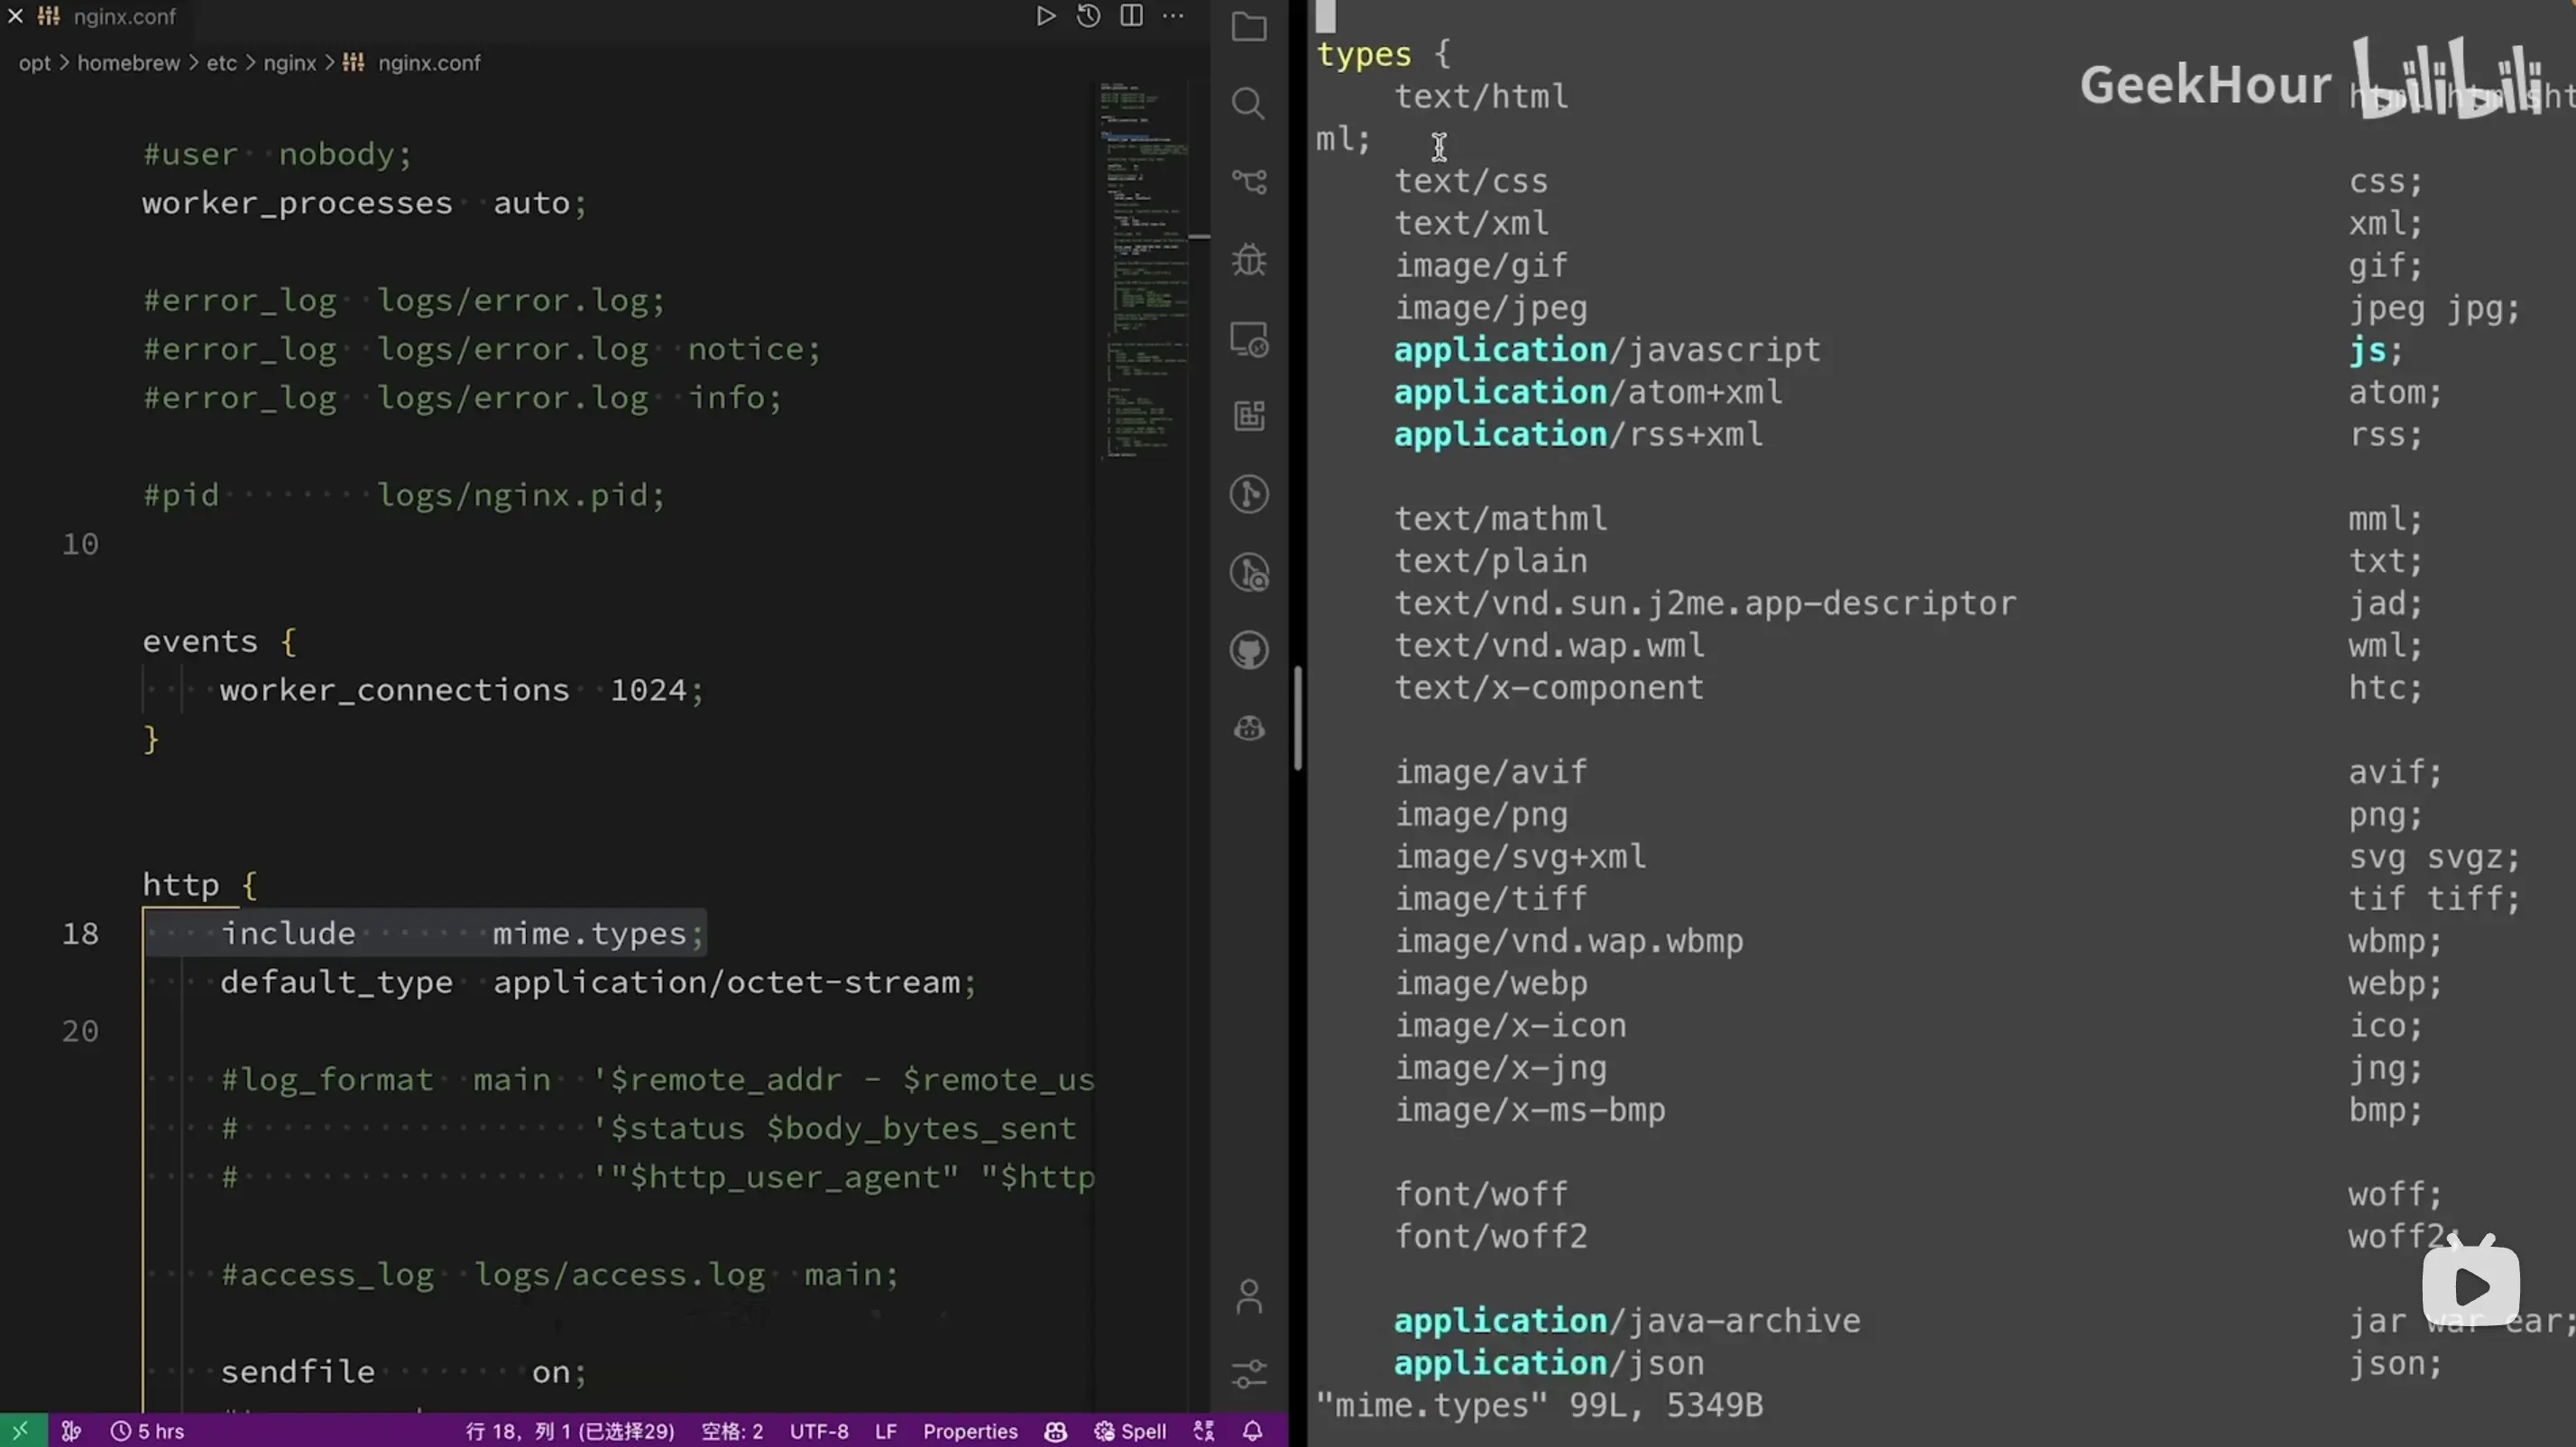 nginx.conf
opt > homebrew > etc > nginx > nginx.conf
#user  nobody;
worker_processes  auto;
#error_log  logs/error.log;
#error_log  logs/error.log  notice;
#error_log  logs/error.log  info;
#pid        logs/nginx.pid;
10
events {
worker_connections  1024;
}
http {
18 include       mime.types;
default_type  application/octet-stream;
20
#log_format  main  '$remote_addr - $remote_us
#                  '$status $body_bytes_sent
#                  '"$http_user_agent" "$http
#access_log  logs/access.log  main;
sendfile        on;
5 hrs 行 18, 列 1 (已选择29) 空格: 2 UTF-8 LF Properties Spell
types {
GeekHour bilibili
text/html html htm sht
ml;
text/css css;
text/xml xml;
image/gif gif;
image/jpeg jpeg jpg;
application/javascript js;
application/atom+xml atom;
application/rss+xml rss;
text/mathml mml;
text/plain txt;
text/vnd.sun.j2me.app-descriptor jad;
text/vnd.wap.wml wml;
text/x-component htc;
image/avif avif;
image/png png;
image/svg+xml svg svgz;
image/tiff tif tiff;
image/vnd.wap.wbmp wbmp;
image/webp webp;
image/x-icon ico;
image/x-jng jng;
image/x-ms-bmp bmp;
font/woff woff;
font/woff2 woff2;
application/java-archive jar war ear;
application/json json;
"mime.types" 99L, 5349B